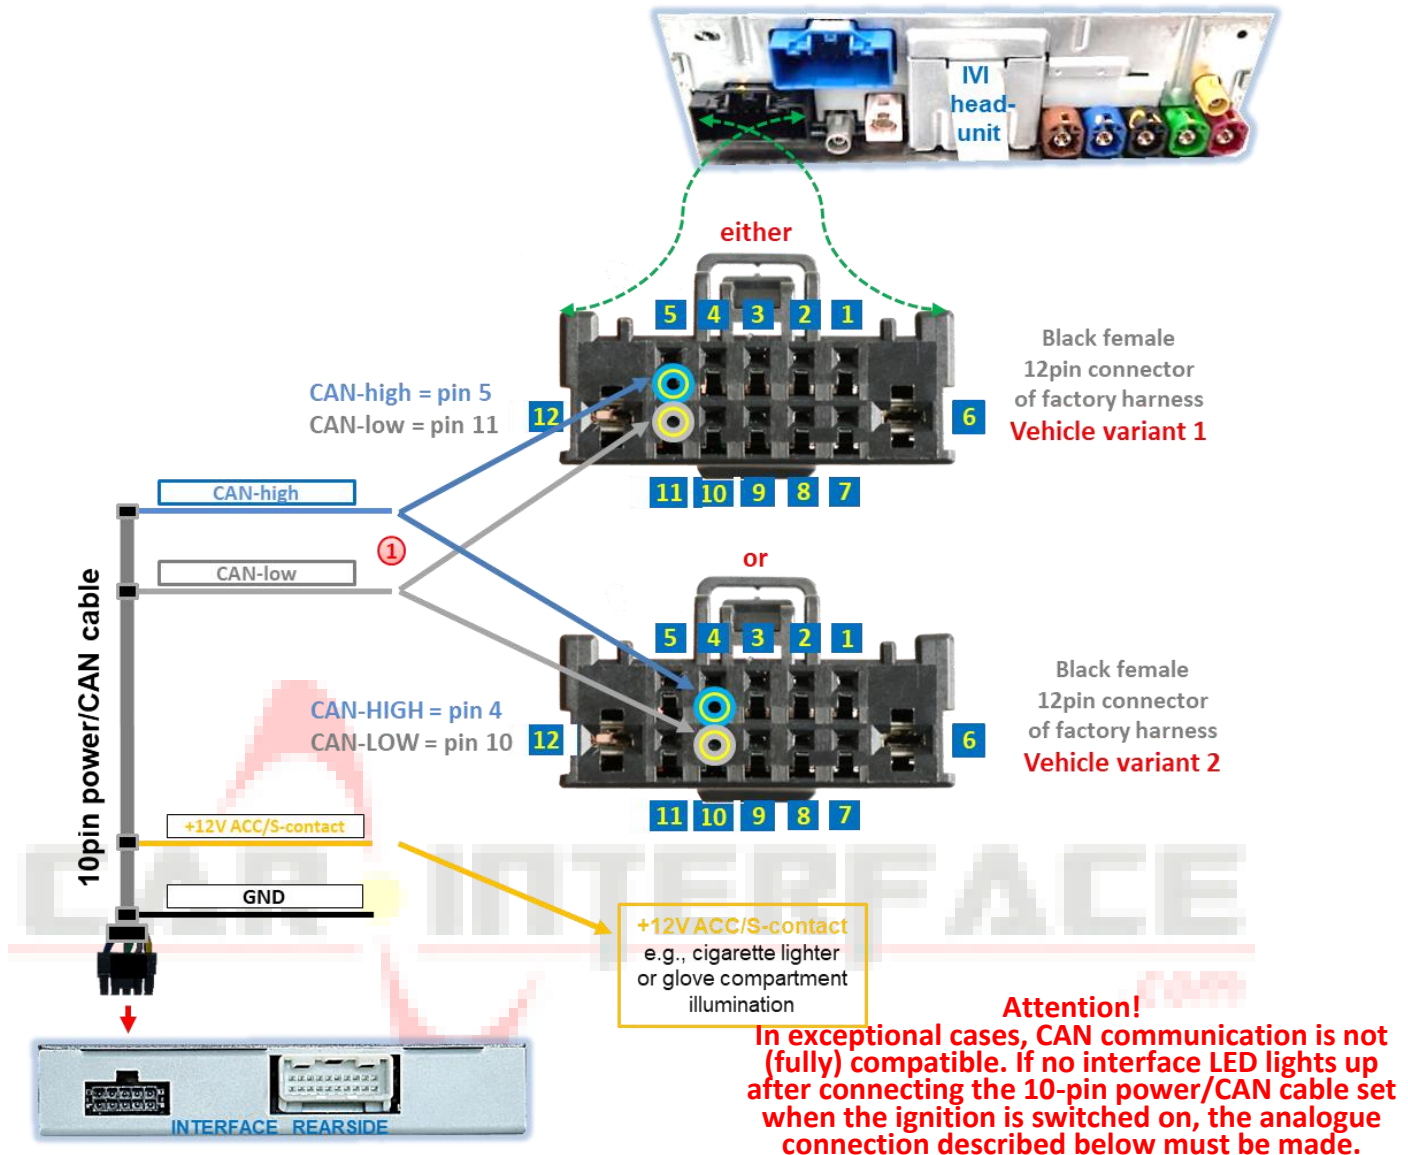 IVI
head-
unit
either
5 4 3 2 1
Black female
12pin connector
of factory harness
Vehicle variant 1
CAN-high = pin 5
CAN-low = pin 11
12
6
11 10 9 8 7
CAN-high
1
CAN-low
or
5 4 3 2 1
Black female
12pin connector
of factory harness
Vehicle variant 2
CAN-HIGH = pin 4
CAN-LOW = pin 10
12
6
11 10 9 8 7
10pin power/CAN cable
+12V ACC/S-contact
GND
+12V ACC/S-contact
e.g., cigarette lighter
or glove compartment
illumination
CAR INTERFACE
.com
Attention!
In exceptional cases, CAN communication is not
(fully) compatible. If no interface LED lights up
after connecting the 10-pin power/CAN cable set
when the ignition is switched on, the analogue
connection described below must be made.
INTERFACE REARSIDE